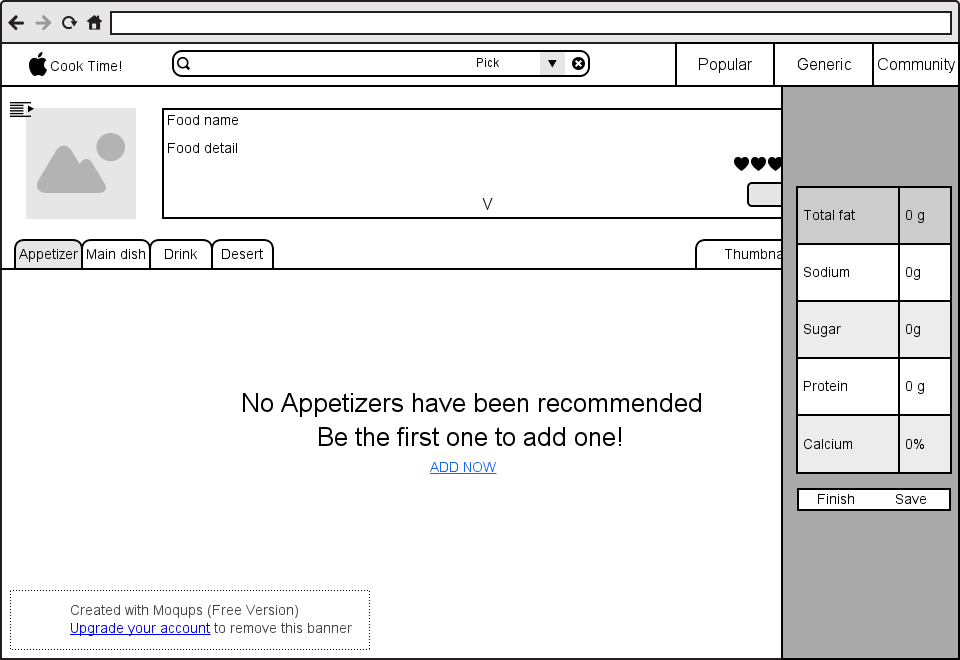 Cook Time!
Pick
Popular
Generic
Community
Food name
Food detail
V
Appetizer
Main dish
Drink
Desert
Thumbna
Total fat
0 g
Sodium
0g
Sugar
0g
Protein
0 g
Calcium
0%
Finish
Save
No Appetizers have been recommended
Be the first one to add one!
ADD NOW
Created with Moqups (Free Version)
Upgrade your account to remove this banner